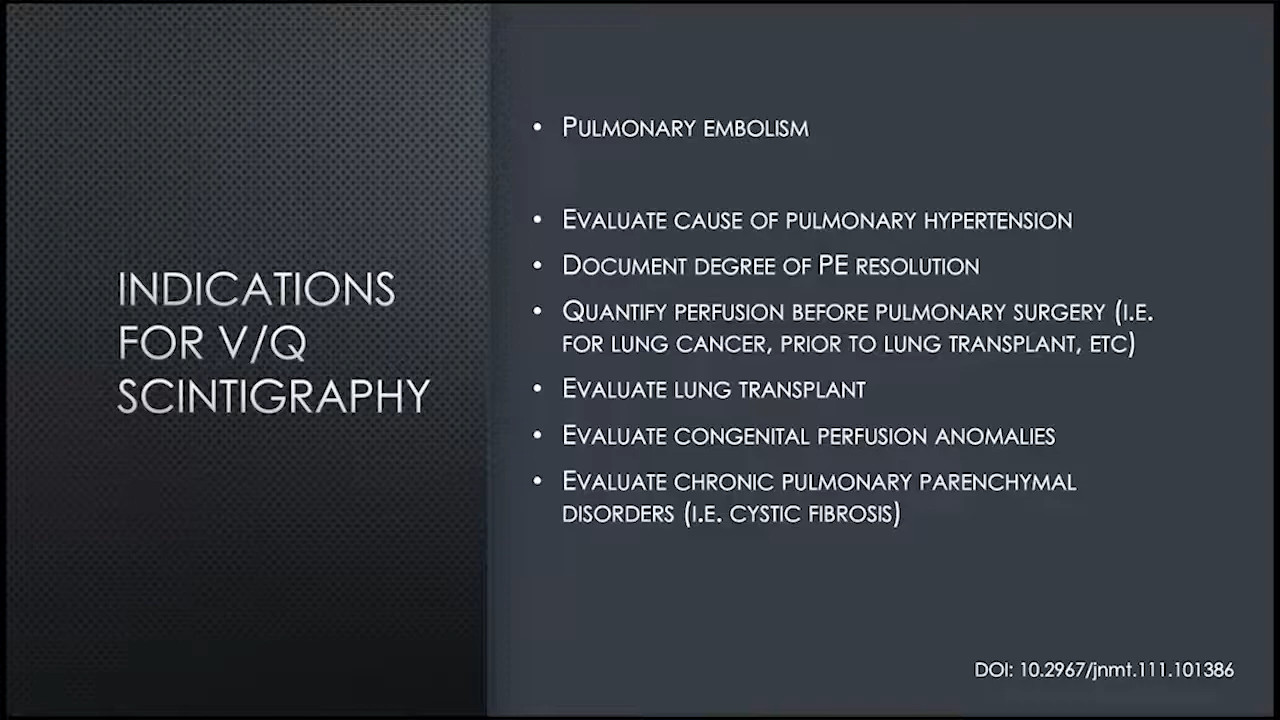 INDICATIONS
FOR V/Q
SCINTIGRAPHY
• PULMONARY EMBOLISM
• EVALUATE CAUSE OF PULMONARY HYPERTENSION
• DOCUMENT DEGREE OF PE RESOLUTION
• QUANTIFY PERFUSION BEFORE PULMONARY SURGERY (I.E.
FOR LUNG CANCER, PRIOR TO LUNG TRANSPLANT, ETC)
• EVALUATE LUNG TRANSPLANT
• EVALUATE CONGENITAL PERFUSION ANOMALIES
• EVALUATE CHRONIC PULMONARY PARENCHYMAL
DISORDERS (I.E. CYSTIC FIBROSIS)
DOI: 10.2967/jnmt.111.101386